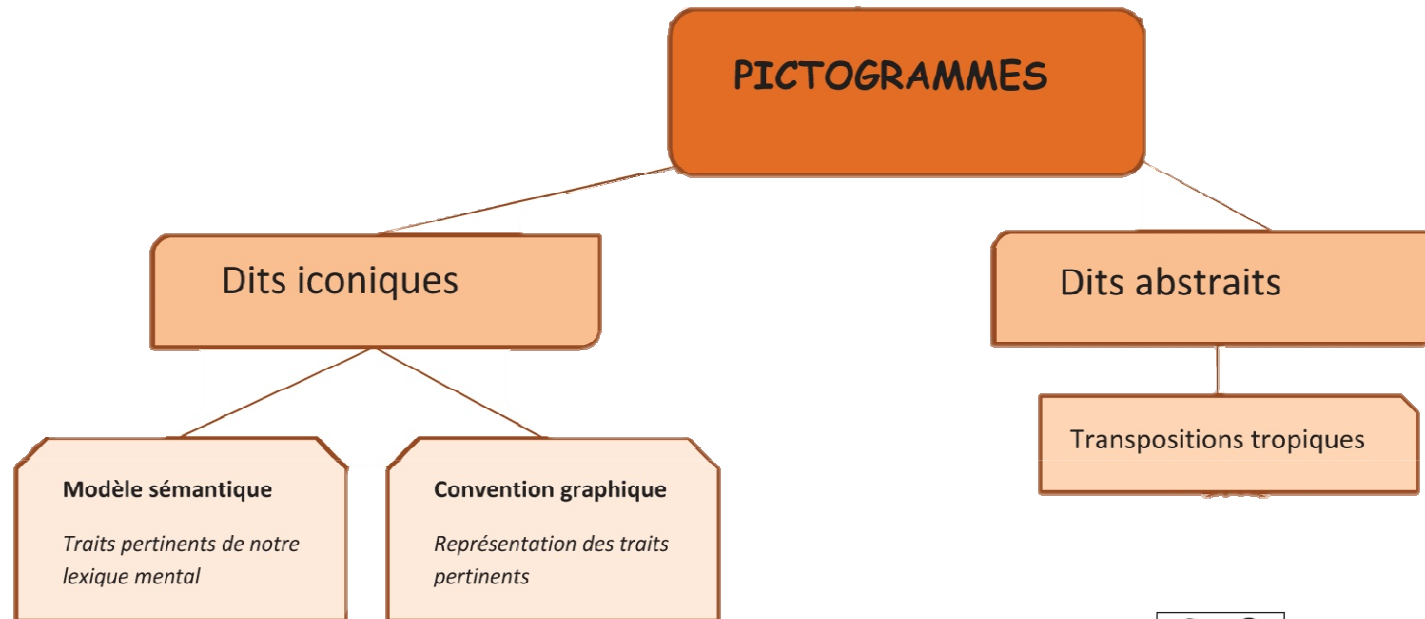 PICTOGRAMMES
Dits iconiques
Dits abstraits
Transpositions tropiques
Modèle sémantique
Traits pertinents de notre
lexique mental
Convention graphique
Représentation des traits
pertinents